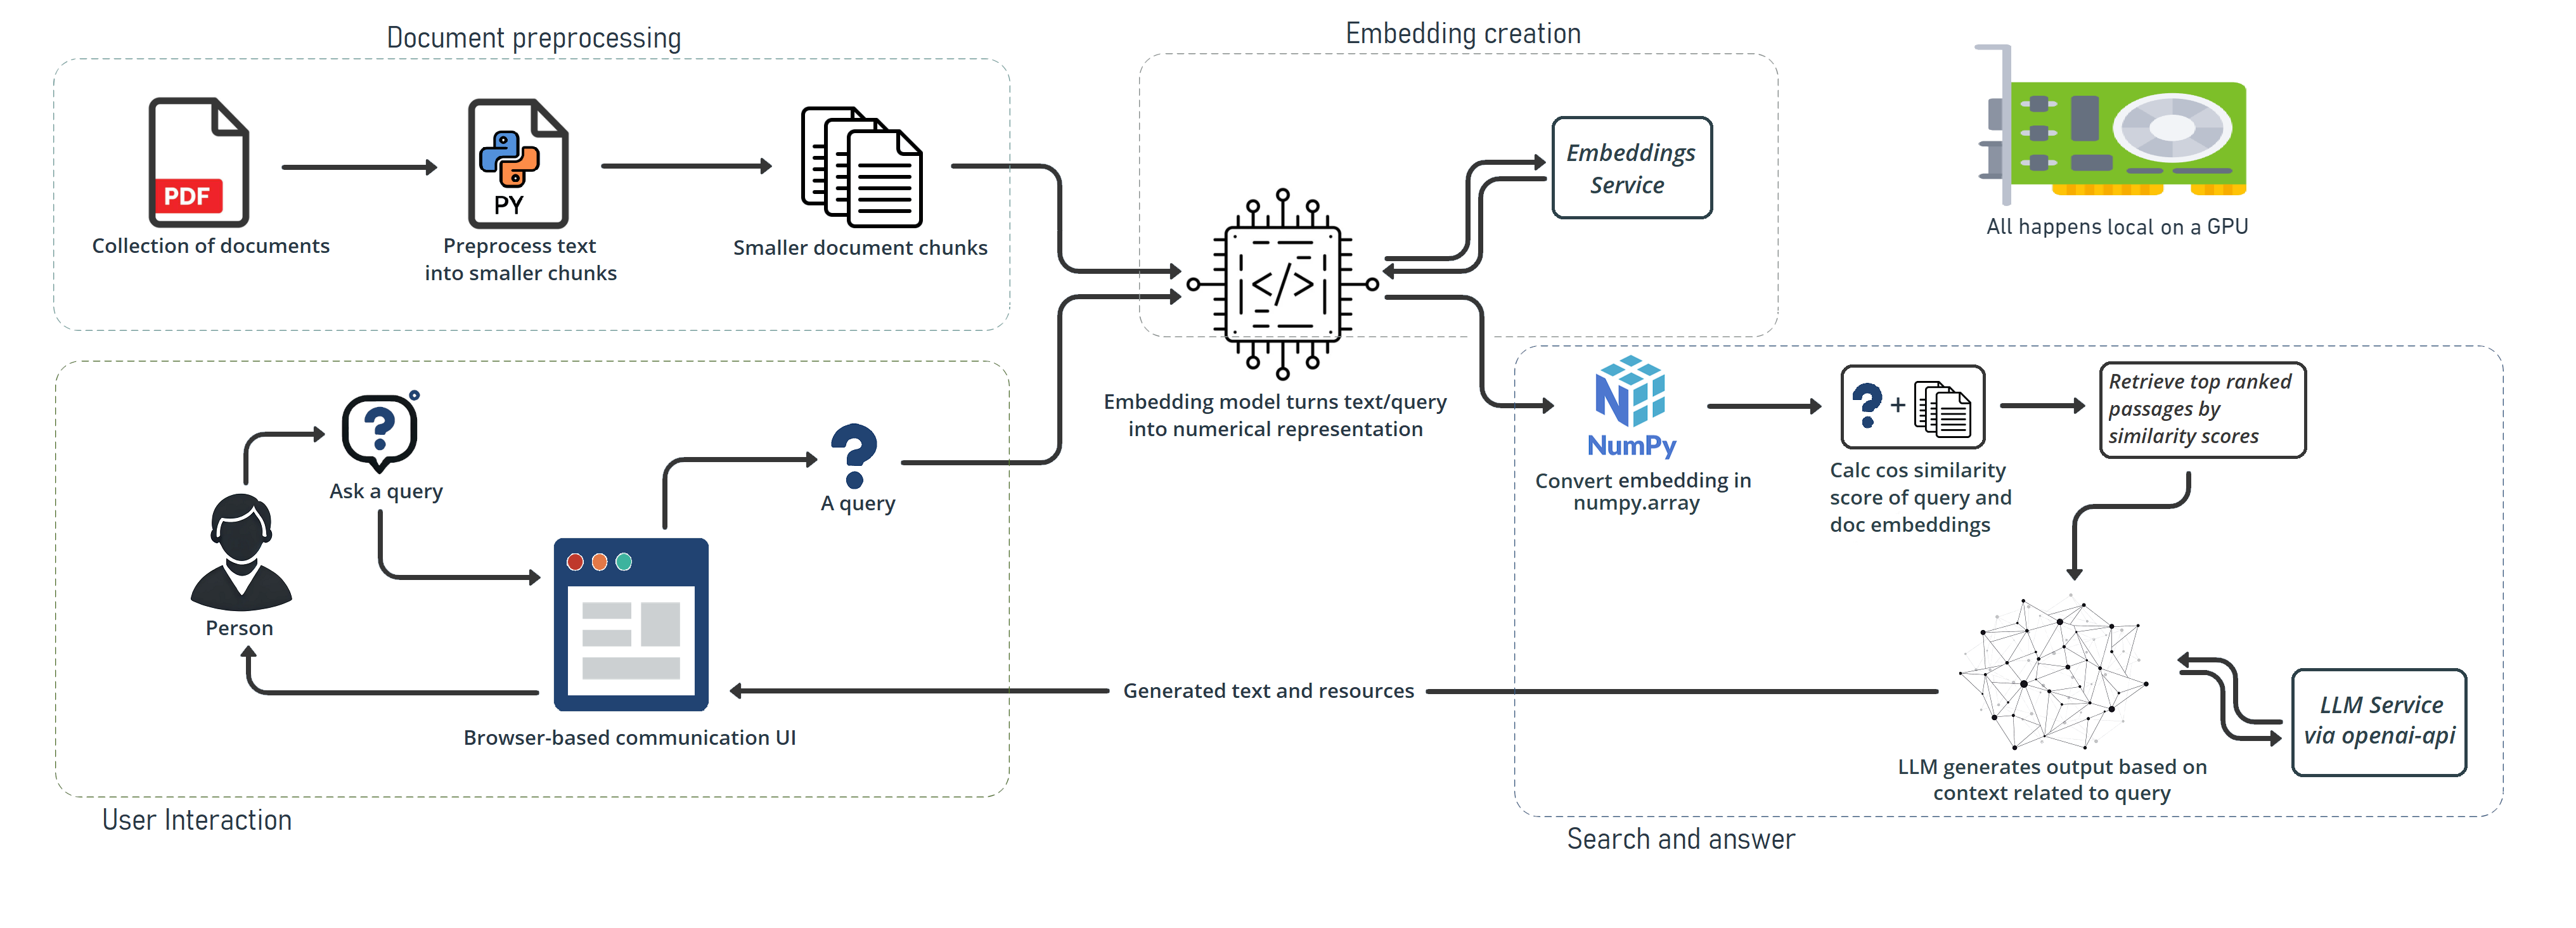 Document preprocessing
PDF
Collection of documents
PY
Preprocess text
into smaller chunks
Smaller document chunks
Embedding creation
Embeddings
Service
</>
Embedding model turns text/query
into numerical representation
All happens local on a GPU
Ask a query
Person
A query
Browser-based communication UI
User Interaction
NumPy
Convert embedding in
numpy.array
+
Calc cos similarity
score of query and
doc embeddings
Retrieve top ranked
passages by
similarity scores
LLM generates output based on
context related to query
LLM Service
via openai-api
Generated text and resources
Search and answer